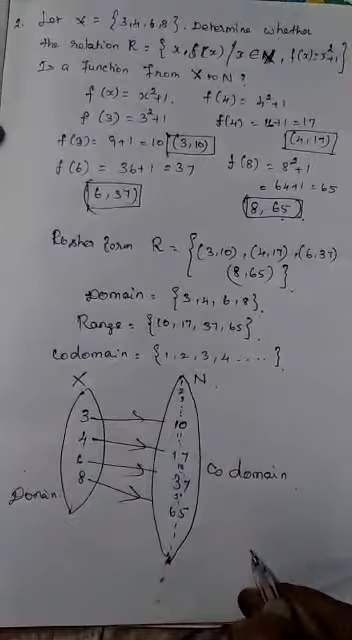 2. Let X = {3,4,6,8}. Determine whether
the relation R = {x, f(x) / x ∈ X, f(x)=x²+1}
Is a function from X to N?
f(x) = x²+1. f(4) = 4²+1
f(3) = 3²+1 f(4) = 16+1 = 17
f(3) = 9+1 = 10 (3,10) (4,17)
f(6) = 36+1 = 37 f(8) = 8²+1
= 64+1 = 65
(6,37) (8,65)
Roster form R = {(3,10), (4,17), (6,37)
(8,65)}
Domain = {3,4,6,8}.
Range = {10,17,37,65}.
Codomain = {1,2,3,4 .....}
X N
3 10
4 17
6 37
8 65
Co domain
Domain